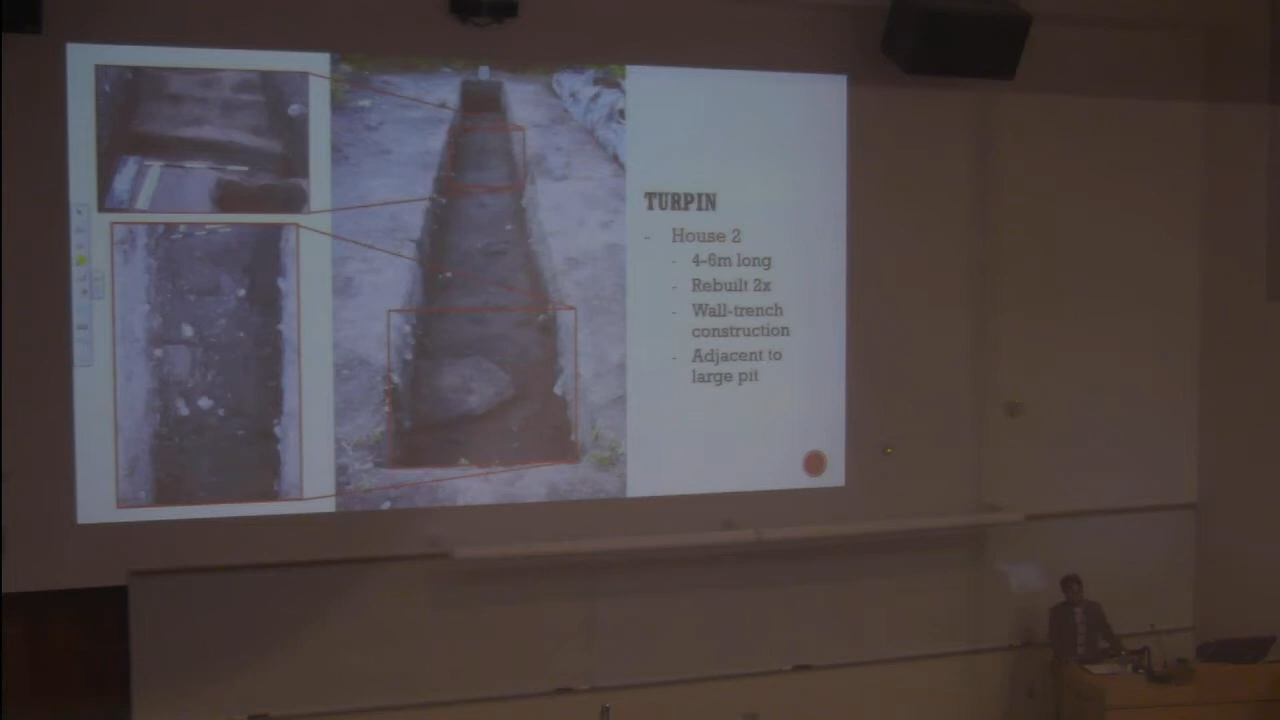 TURPIN
- House 2
- 4-6m long
- Rebuilt 2x
- Wall-trench
construction
- Adjacent to
large pit